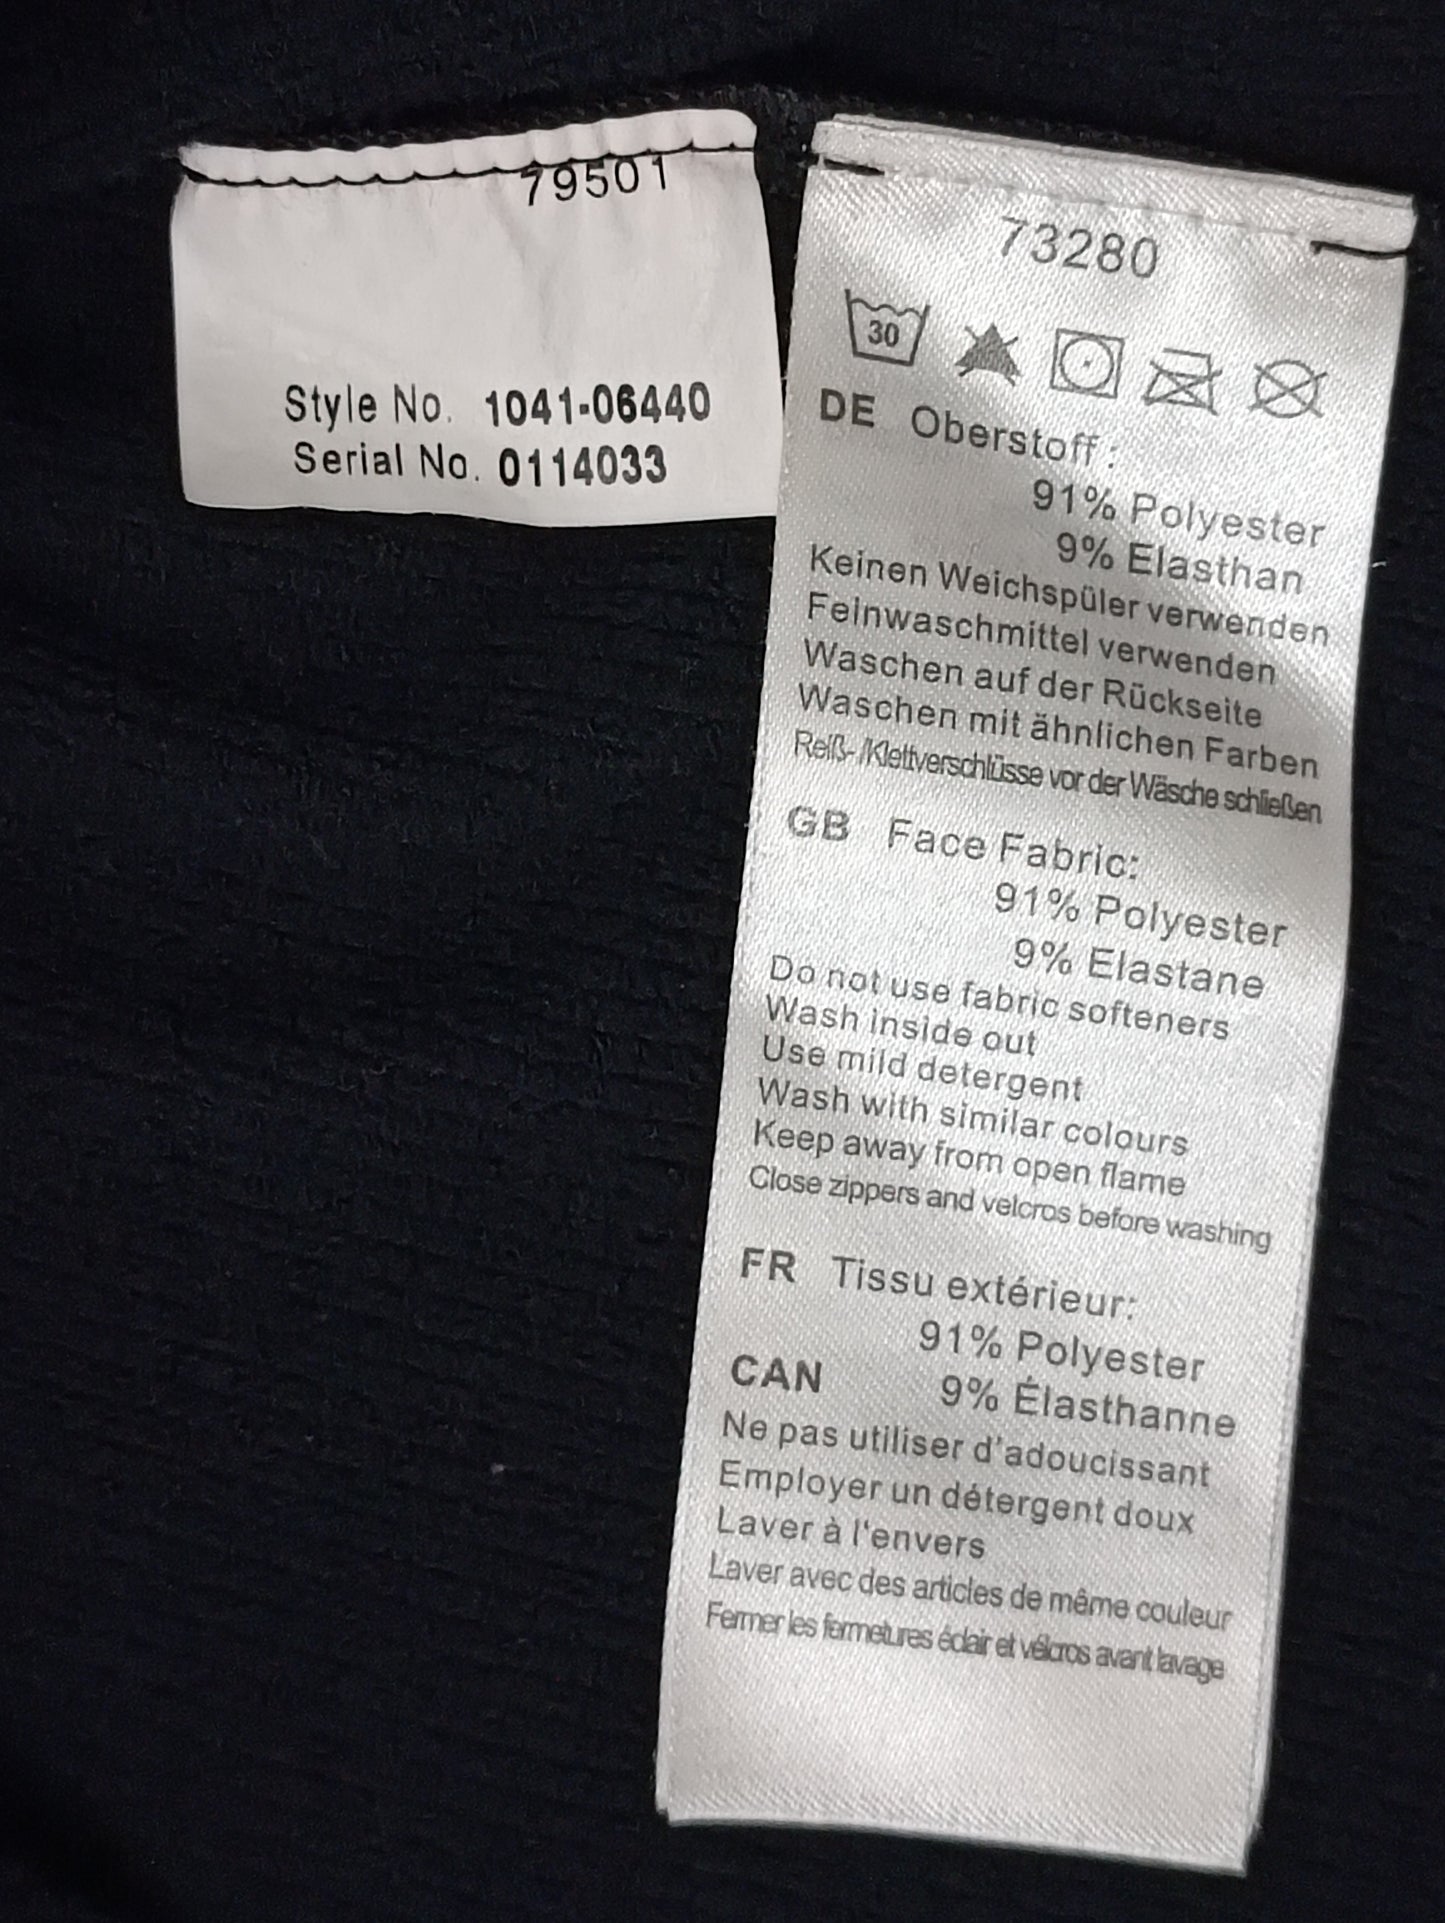 79501
Style No. 1041-06440
Serial No. 0114033
73280
30
DE Oberstoff:
91% Polyester
9% Elasthan
Keinen Weichspüler verwenden
Feinwaschmittel verwenden
Waschen auf der Rückseite
Waschen mit ähnlichen Farben
Reiß- /Klettverschlüsse vor der Wäsche schließen
GB Face Fabric:
91% Polyester
9% Elastane
Do not use fabric softeners
Wash inside out
Use mild detergent
Wash with similar colours
Keep away from open flame
Close zippers and velcros before washing
FR Tissu extérieur:
91% Polyester
CAN 9% Élasthanne
Ne pas utiliser d'adoucissant
Employer un détergent doux
Laver à l'envers
Laver avec des articles de même couleur
Fermer les fermetures éclair et vélcros avant lavage